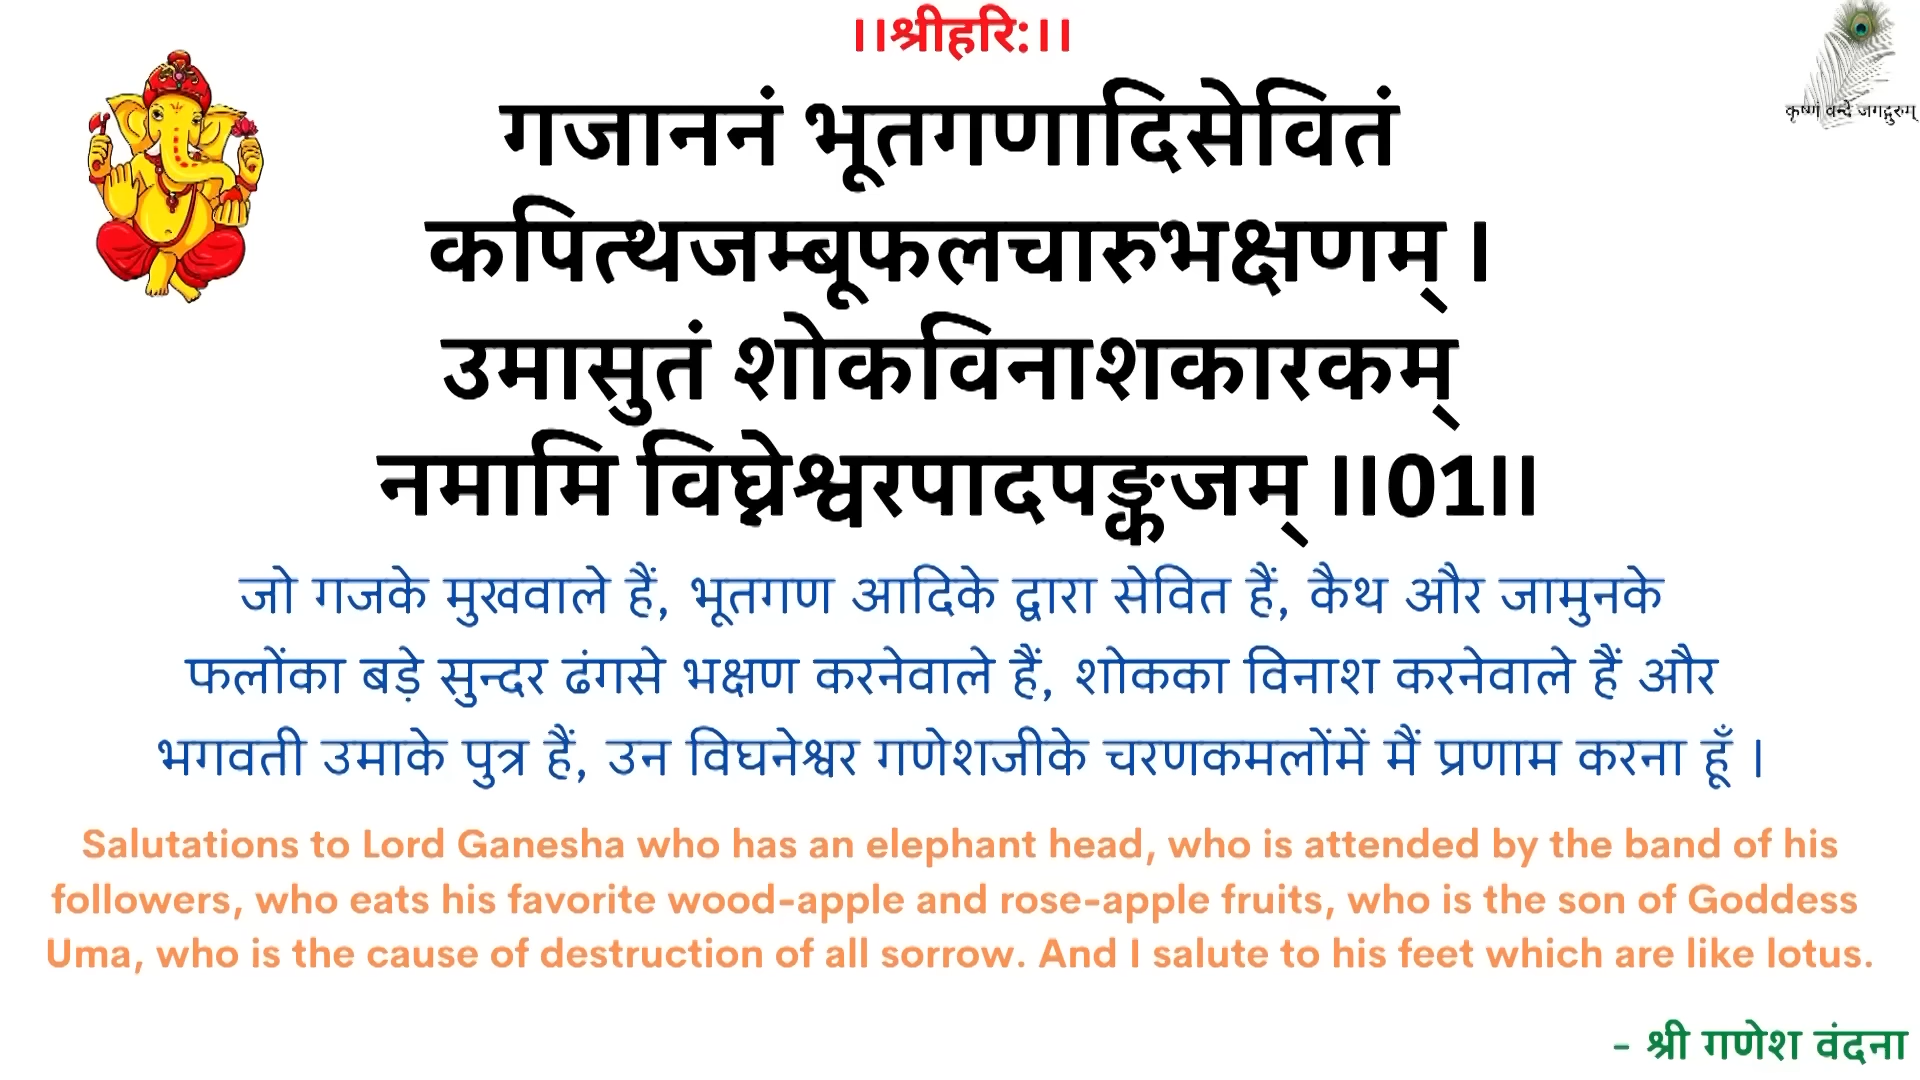 ।।श्रीहरि:।।
कृष्णं वन्दे जगद्गुरुम्
गजाननं भूतगणादिसेवितं
कपित्थजम्बूफलचारुभक्षणम् ।
उमासुतं शोकविनाशकारकम्
नमामि विघ्नेश्वरपादपङ्कजम् ।।01।।
जो गजके मुखवाले हैं, भूतगण आदिके द्वारा सेवित हैं, कैथ और जामुनके
फलोंका बड़े सुन्दर ढंगसे भक्षण करनेवाले हैं, शोकका विनाश करनेवाले हैं और
भगवती उमाके पुत्र हैं, उन विघनेश्वर गणेशजीके चरणकमलोंमें मैं प्रणाम करना हूँ ।
Salutations to Lord Ganesha who has an elephant head, who is attended by the band of his
followers, who eats his favorite wood-apple and rose-apple fruits, who is the son of Goddess
Uma, who is the cause of destruction of all sorrow. And I salute to his feet which are like lotus.
- श्री गणेश वंदना